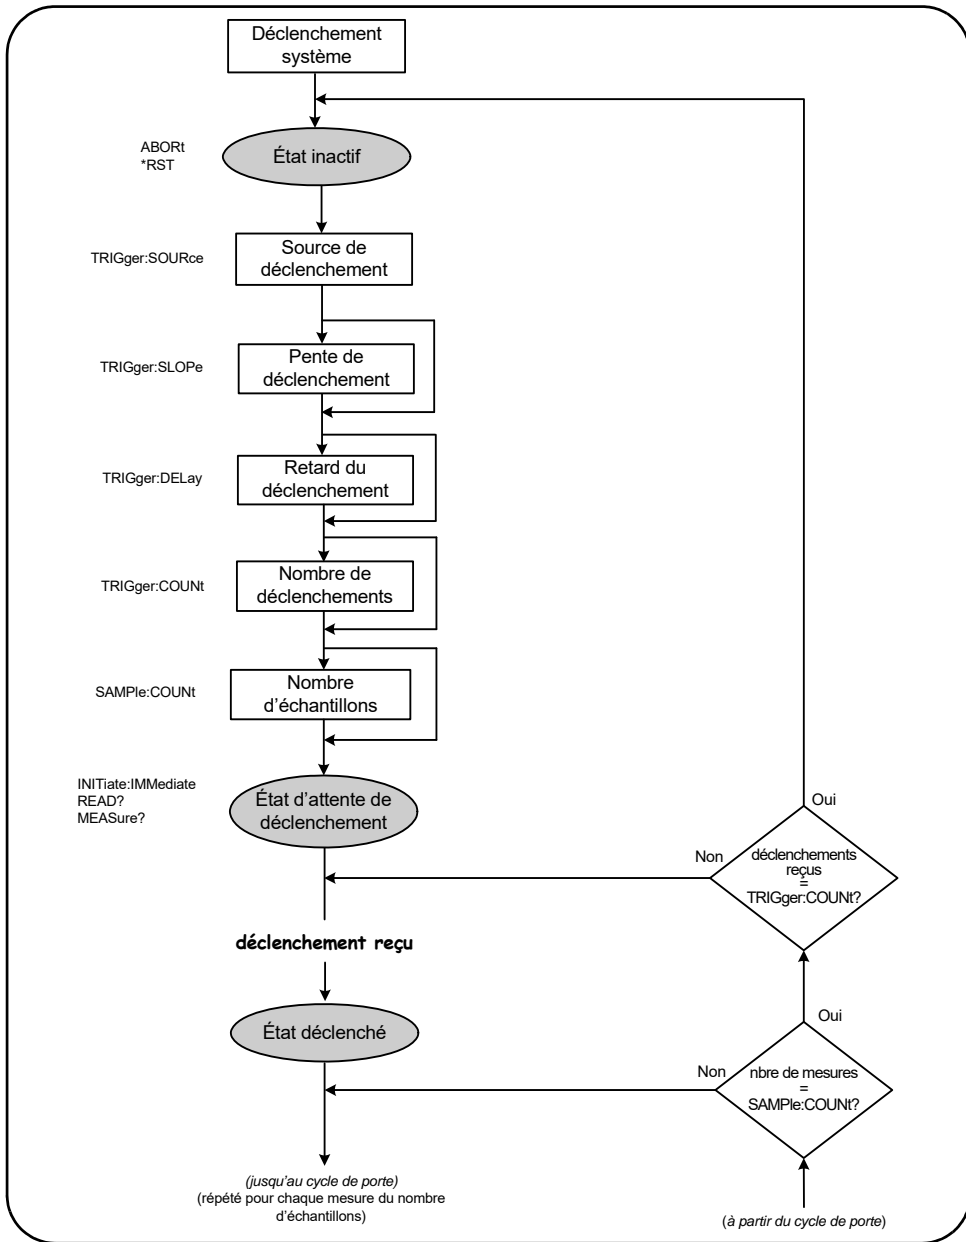 Déclenchement
système
ABORt
*RST
État inactif
TRIGger:SOURce
Source de
déclenchement
TRIGger:SLOPe
Pente de
déclenchement
TRIGger:DELay
Retard du
déclenchement
TRIGger:COUNt
Nombre de
déclenchements
SAMPle:COUNt
Nombre
d’échantillons
INITiate:IMMediate
READ?
MEASure?
État d’attente de
déclenchement
Oui
Non
déclenchements
reçus
=
TRIGger:COUNt?
déclenchement reçu
État déclenché
Oui
Non
nbre de mesures
=
SAMPle:COUNt?
(jusqu'au cycle de porte)
(répété pour chaque mesure du nombre
d’échantillons)
(à partir du cycle de porte)